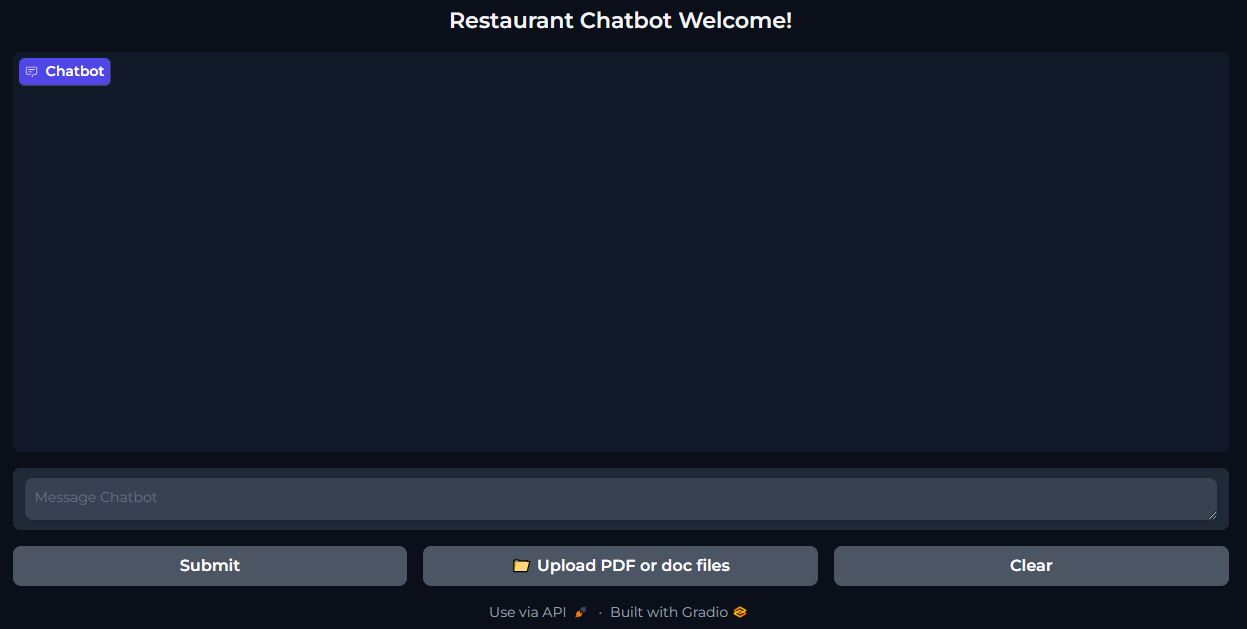 Restaurant Chatbot Welcome!
Chatbot
Message Chatbot
Submit
Upload PDF or doc files
Clear
Use via API · Built with Gradio